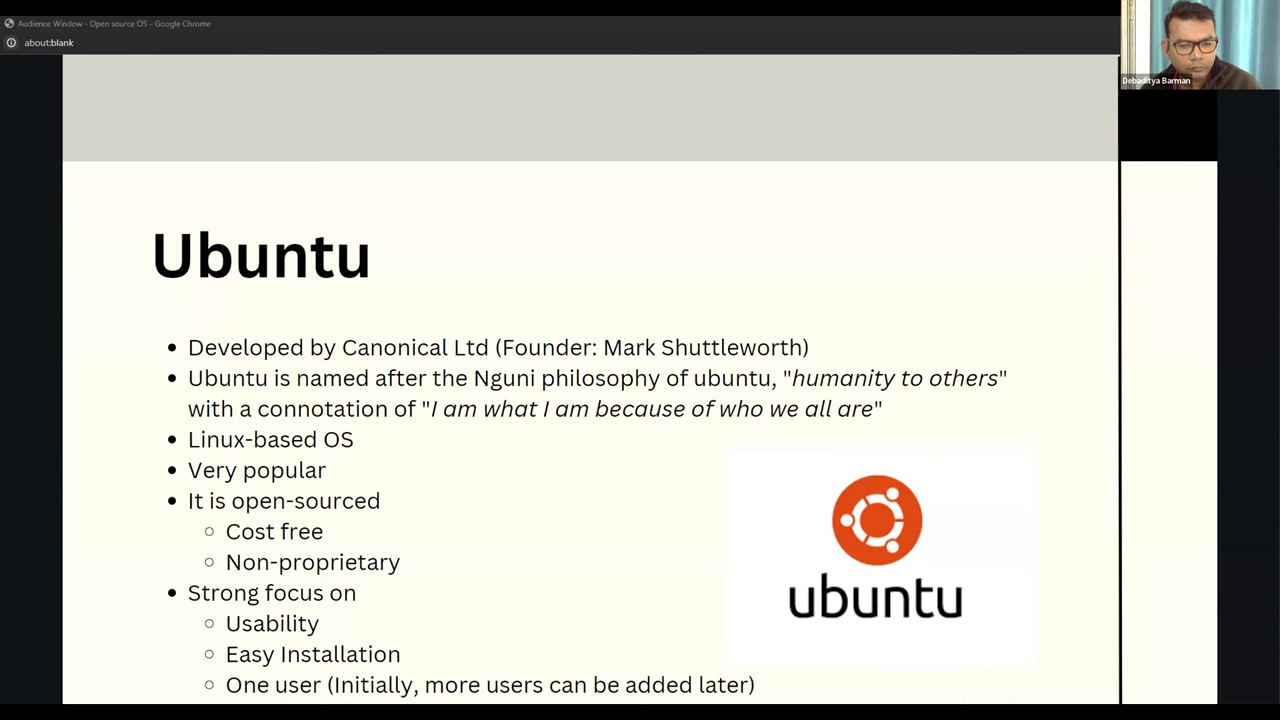 Audience Window - Open source OS - Google Chrome
about:blank
Debaditya Barman
Ubuntu
• Developed by Canonical Ltd (Founder: Mark Shuttleworth)
• Ubuntu is named after the Nguni philosophy of ubuntu, "humanity to others"
with a connotation of "I am what I am because of who we all are"
• Linux-based OS
• Very popular
• It is open-sourced
○ Cost free
○ Non-proprietary
• Strong focus on
○ Usability
○ Easy Installation
○ One user (Initially, more users can be added later)
ubuntu